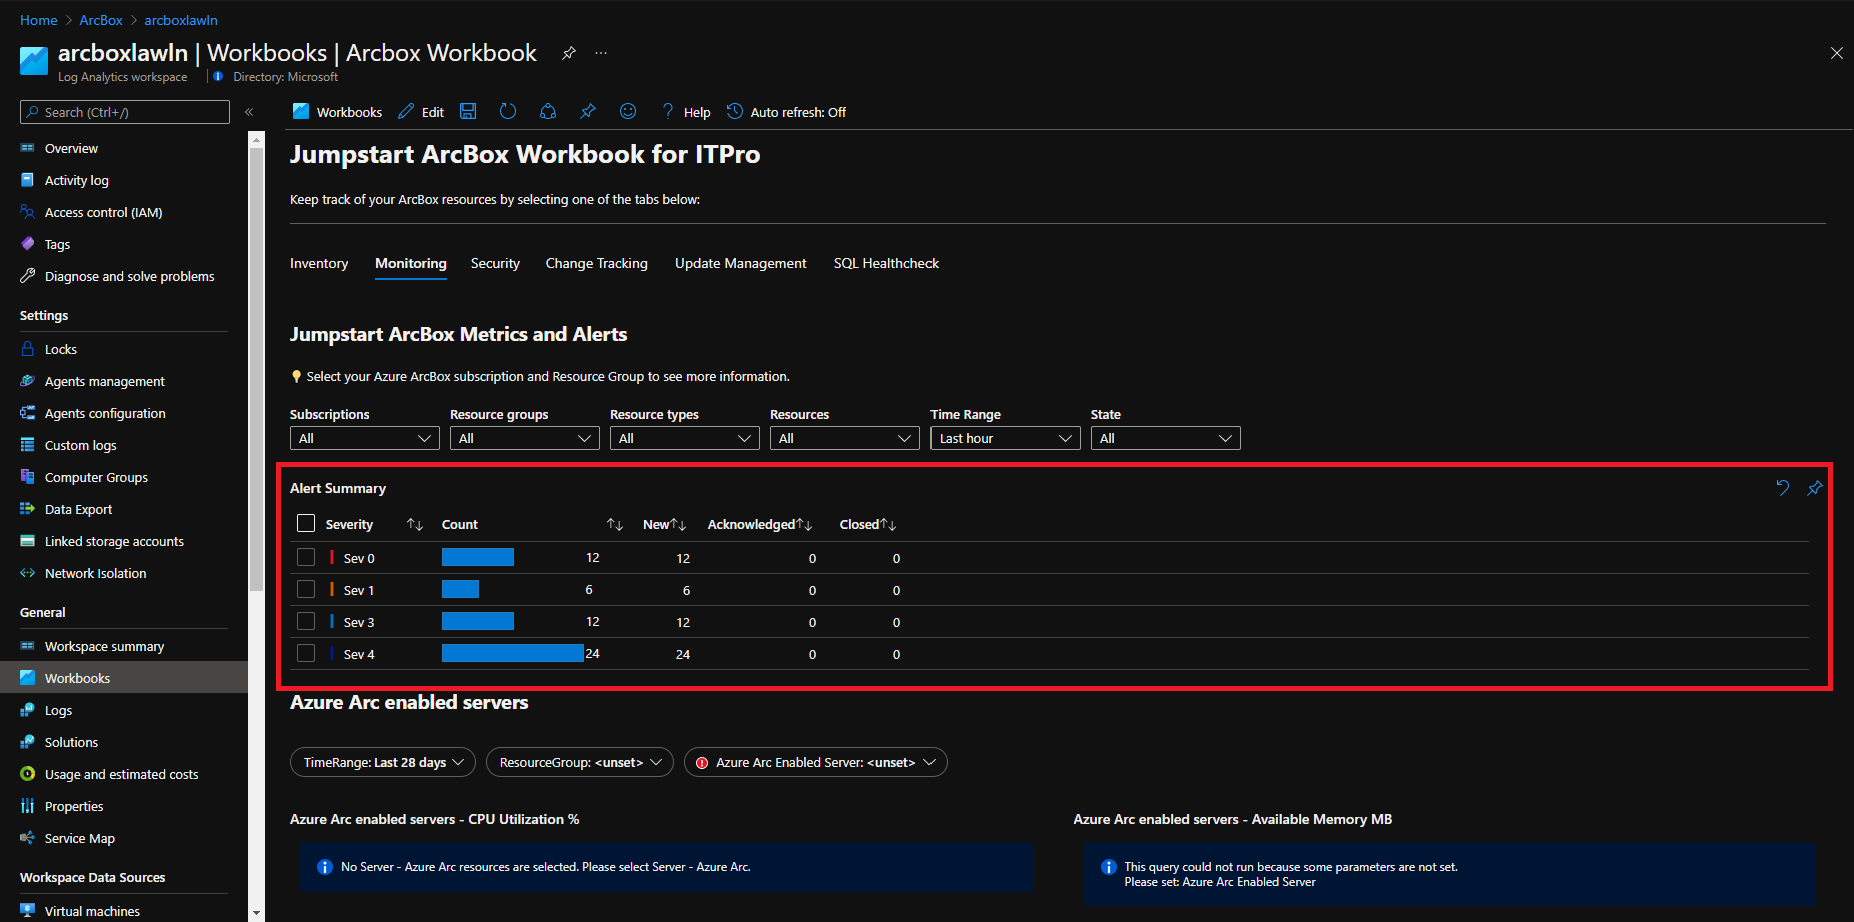 Home > ArcBox > arcboxlawln
arcboxlawln | Workbooks | Arcbox Workbook
Log Analytics workspace
Directory: Microsoft
Search (Ctrl+/)
Overview
Activity log
Access control (IAM)
Tags
Diagnose and solve problems
Settings
Locks
Agents management
Agents configuration
Custom logs
Computer Groups
Data Export
Linked storage accounts
Network Isolation
General
Workspace summary
Workbooks
Logs
Solutions
Usage and estimated costs
Properties
Service Map
Workspace Data Sources
Virtual machines
Workbooks Edit ? Help Auto refresh: Off
Jumpstart ArcBox Workbook for ITPro
Keep track of your ArcBox resources by selecting one of the tabs below:
Inventory Monitoring Security Change Tracking Update Management SQL Healthcheck
Jumpstart ArcBox Metrics and Alerts
Select your Azure ArcBox subscription and Resource Group to see more information.
Subscriptions Resource groups Resource types Resources Time Range State
All All All All Last hour All
Alert Summary
Severity Count New Acknowledged Closed
Sev 0 12 12 0 0
Sev 1 6 6 0 0
Sev 3 12 12 0 0
Sev 4 24 24 0 0
Azure Arc enabled servers
TimeRange: Last 28 days ResourceGroup: <unset> Azure Arc Enabled Server: <unset>
Azure Arc enabled servers - CPU Utilization %
No Server - Azure Arc resources are selected. Please select Server - Azure Arc.
Azure Arc enabled servers - Available Memory MB
This query could not run because some parameters are not set.
Please set: Azure Arc Enabled Server